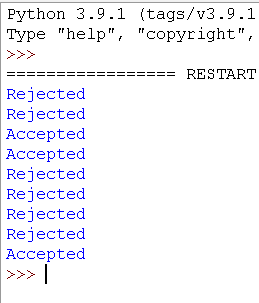 Python 3.9.1 (tags/v3.9.1
Type "help", "copyright",
>>>
================= RESTART
Rejected
Rejected
Accepted
Accepted
Rejected
Rejected
Rejected
Rejected
Accepted
>>>